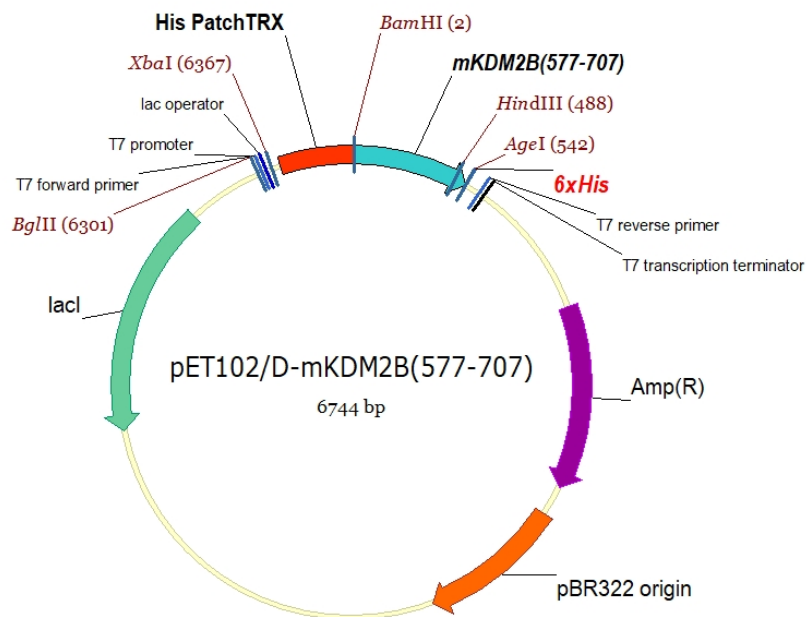 His PatchTRX
BamHI (2)
XbaI (6367)
mKDM2B(577-707)
lac operator
HindIII (488)
T7 promoter
AgeI (542)
T7 forward primer
6xHis
BglII (6301)
T7 reverse primer
T7 transcription terminator
lacI
pET102/D-mKDM2B(577-707)
6744 bp
Amp(R)
pBR322 origin